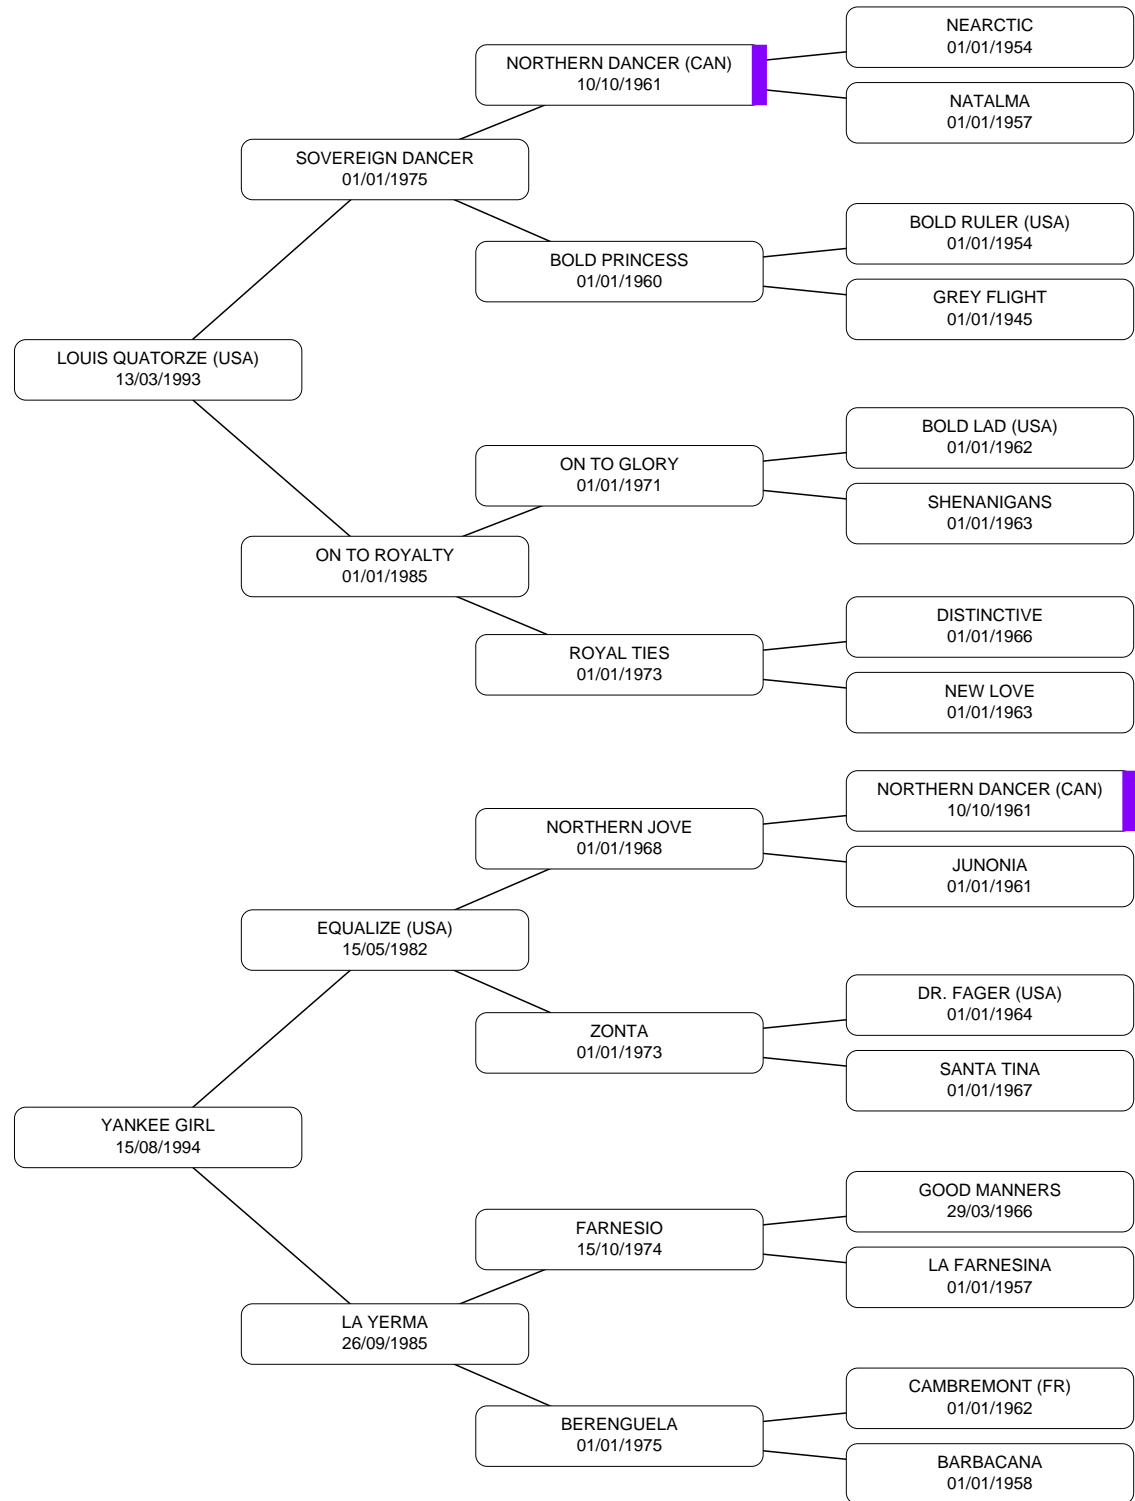 NEARCTIC
01/01/1954
NORTHERN DANCER (CAN)
10/10/1961
NATALMA
01/01/1957
SOVEREIGN DANCER
01/01/1975
BOLD RULER (USA)
01/01/1954
BOLD PRINCESS
01/01/1960
GREY FLIGHT
01/01/1945
LOUIS QUATORZE (USA)
13/03/1993
BOLD LAD (USA)
01/01/1962
ON TO GLORY
01/01/1971
SHENANIGANS
01/01/1963
ON TO ROYALTY
01/01/1985
DISTINCTIVE
01/01/1966
ROYAL TIES
01/01/1973
NEW LOVE
01/01/1963
NORTHERN DANCER (CAN)
10/10/1961
NORTHERN JOVE
01/01/1968
JUNONIA
01/01/1961
EQUALIZE (USA)
15/05/1982
DR. FAGER (USA)
01/01/1964
ZONTA
01/01/1973
SANTA TINA
01/01/1967
YANKEE GIRL
15/08/1994
GOOD MANNERS
29/03/1966
FARNESIO
15/10/1974
LA FARNESINA
01/01/1957
LA YERMA
26/09/1985
CAMBREMONT (FR)
01/01/1962
BERENGUELA
01/01/1975
BARBACANA
01/01/1958